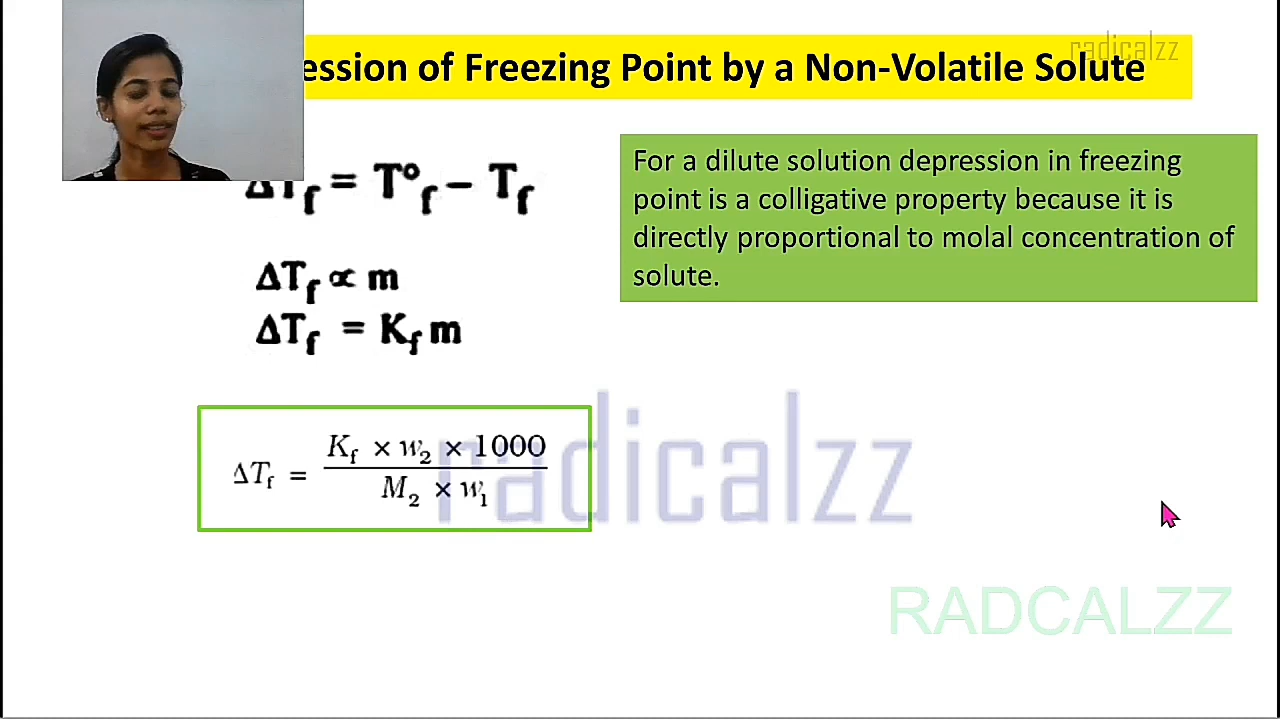 ession of Freezing Point by a Non-Volatile Solute
radicalzz
ΔTf = T°f – Tf
For a dilute solution depression in freezing
point is a colligative property because it is
directly proportional to molal concentration of
solute.
ΔTf ∝ m
ΔTf = Kf m
ΔTf = Kf × w2 × 1000
M2 × w1
radicalzz
RADCALZZ